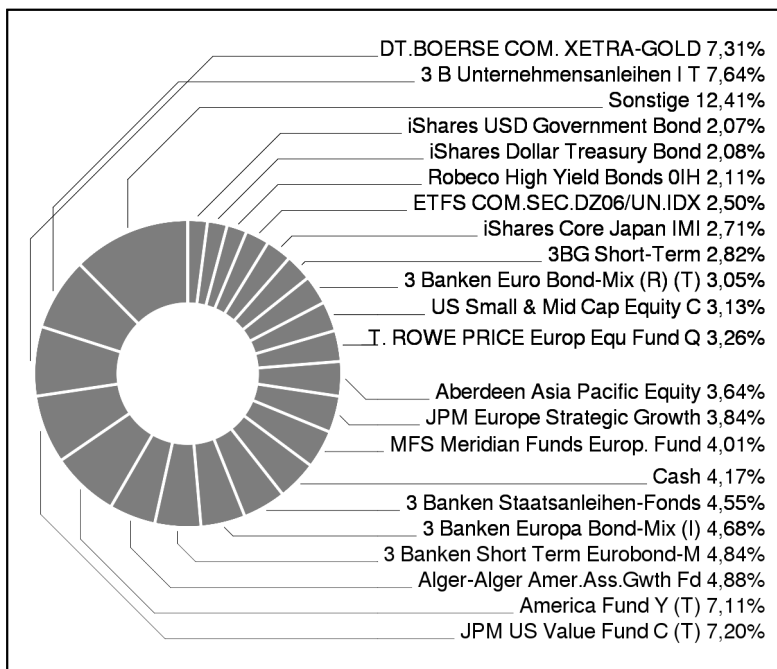 DT.BOERSE COM. XETRA-GOLD 7,31%
3 B Unternehmensanleihen I T 7,64%
Sonstige 12,41%
iShares USD Government Bond 2,07%
iShares Dollar Treasury Bond 2,08%
Robeco High Yield Bonds 0IH 2,11%
ETFS COM.SEC.DZ06/UN.IDX 2,50%
iShares Core Japan IMI 2,71%
3BG Short-Term 2,82%
3 Banken Euro Bond-Mix (R) (T) 3,05%
US Small & Mid Cap Equity C 3,13%
T. ROWE PRICE Europ Equ Fund Q 3,26%
Aberdeen Asia Pacific Equity 3,64%
JPM Europe Strategic Growth 3,84%
MFS Meridian Funds Europ. Fund 4,01%
Cash 4,17%
3 Banken Staatsanleihen-Fonds 4,55%
3 Banken Europa Bond-Mix (I) 4,68%
3 Banken Short Term Eurobond-M 4,84%
Alger-Alger Amer.Ass.Gwth Fd 4,88%
America Fund Y (T) 7,11%
JPM US Value Fund C (T) 7,20%